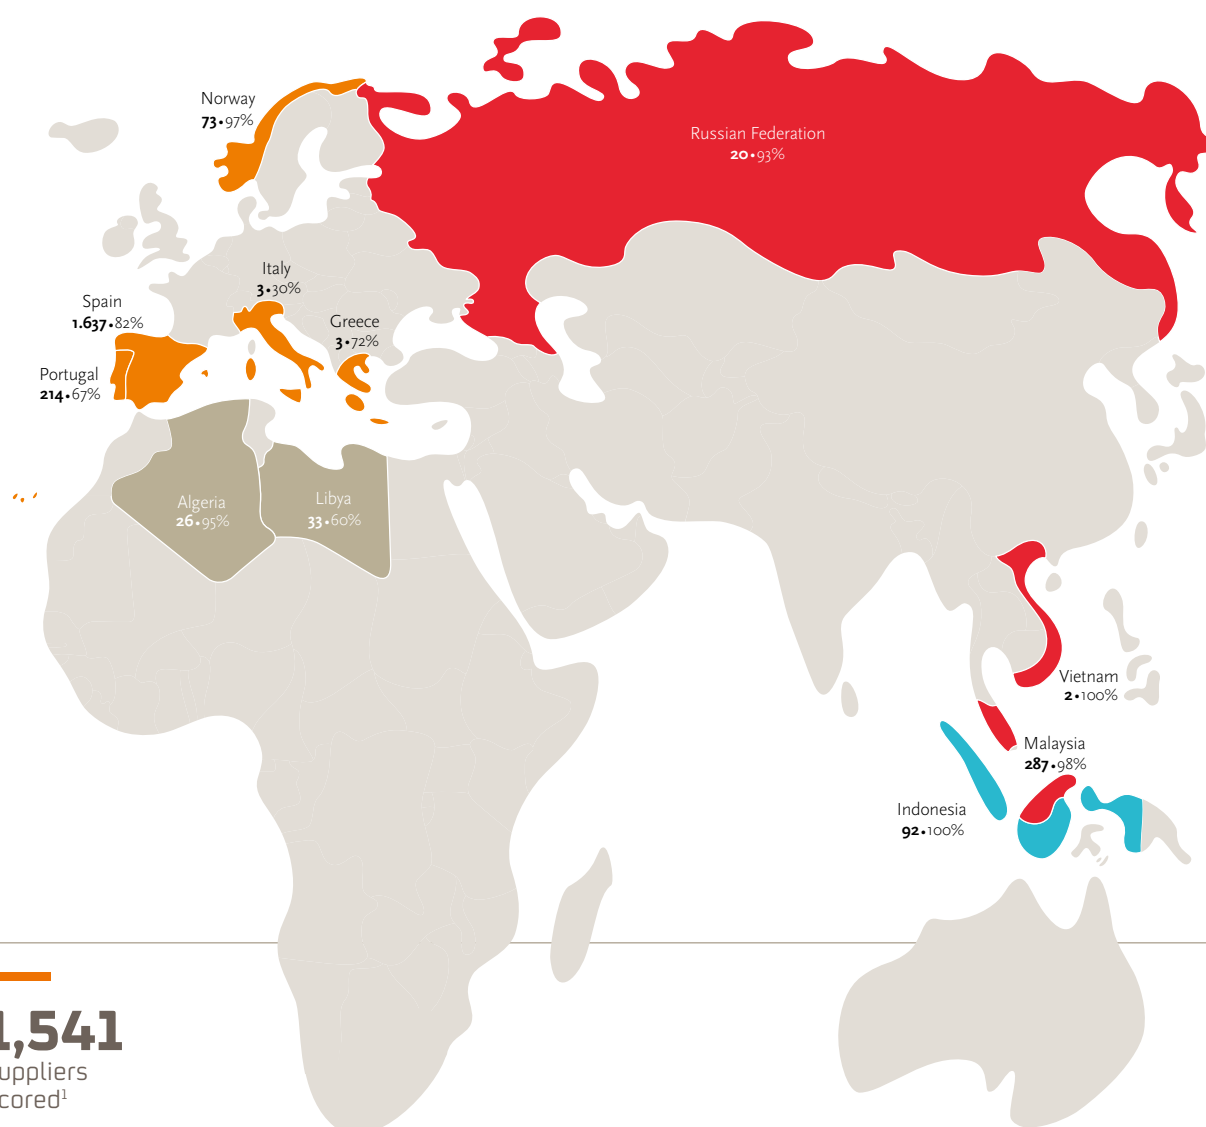 Norway
73•97%
Russian Federation
20•93%
Italy
3•30%
Spain
1.637•82%
Greece
3•72%
Portugal
214•67%
Algeria
26•95%
Libya
33•60%
Vietnam
2•100%
Malaysia
287•98%
Indonesia
92•100%
1,541
uppliers
cored¹